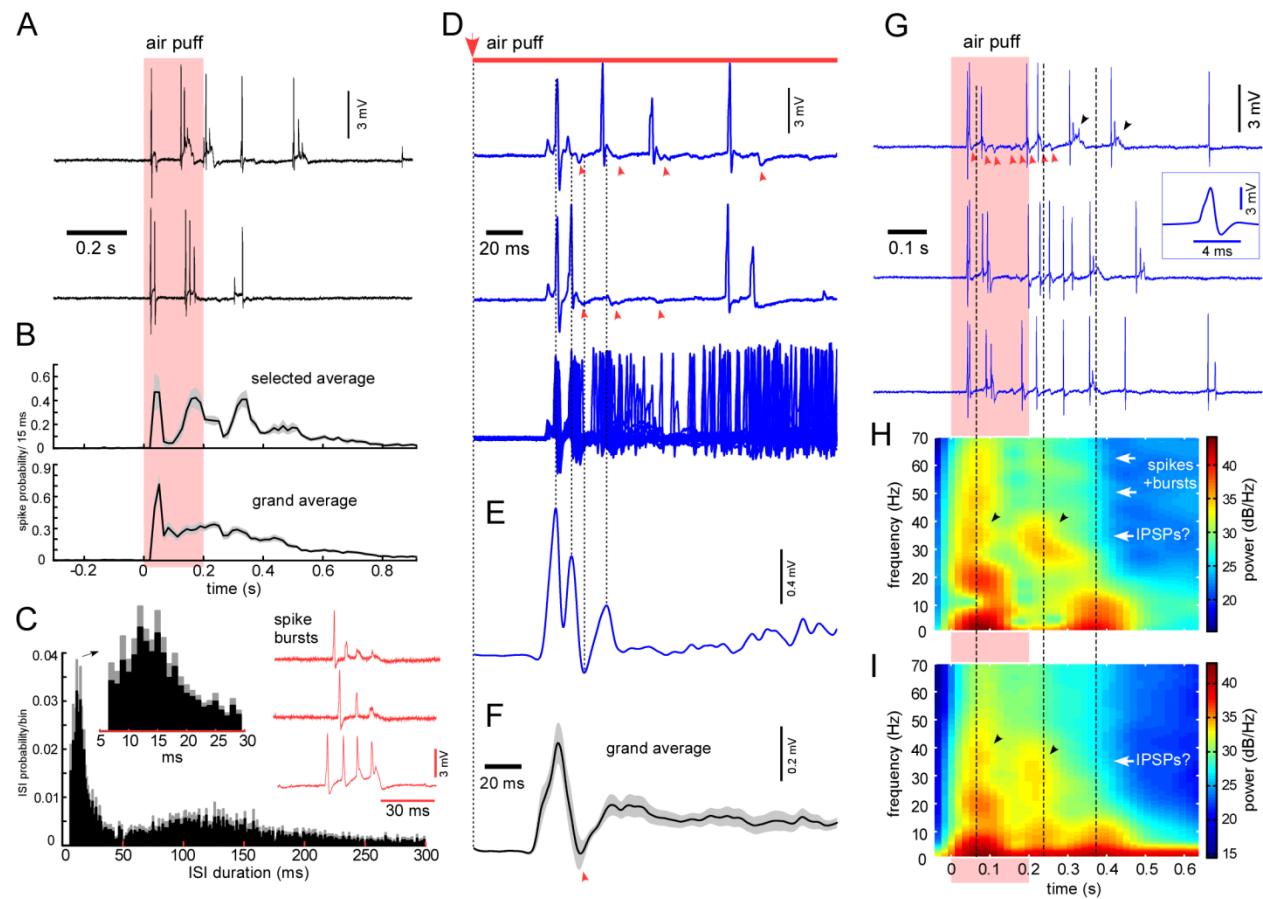 A
air puff
3 mV
0.2 s
B
0.6
0.4
0.2
0
selected average
spike probability/ 15 ms
0.9
0.6
0.3
0
grand average
-0.2
0
0.2
0.4
0.6
0.8
time (s)
C
0.04
0.03
0.02
0.01
0
ISI probability/bin
5
10
15
20
25
30
ms
spike
bursts
3 mV
30 ms
50
100
150
200
250
300
ISI duration (ms)
D
air puff
3 mV
20 ms
E
0.4 mV
F
grand average
20 ms
0.2 mV
G
air puff
3 mV
0.1 s
3 mV
4 ms
H
70
60
50
40
30
20
10
0
frequency (Hz)
spikes
+bursts
IPSPs?
40
35
30
25
20
power (dB/Hz)
I
70
60
50
40
30
20
10
0
frequency (Hz)
IPSPs?
40
35
30
25
20
15
power (dB/Hz)
0
0.1
0.2
0.3
0.4
0.5
0.6
time (s)